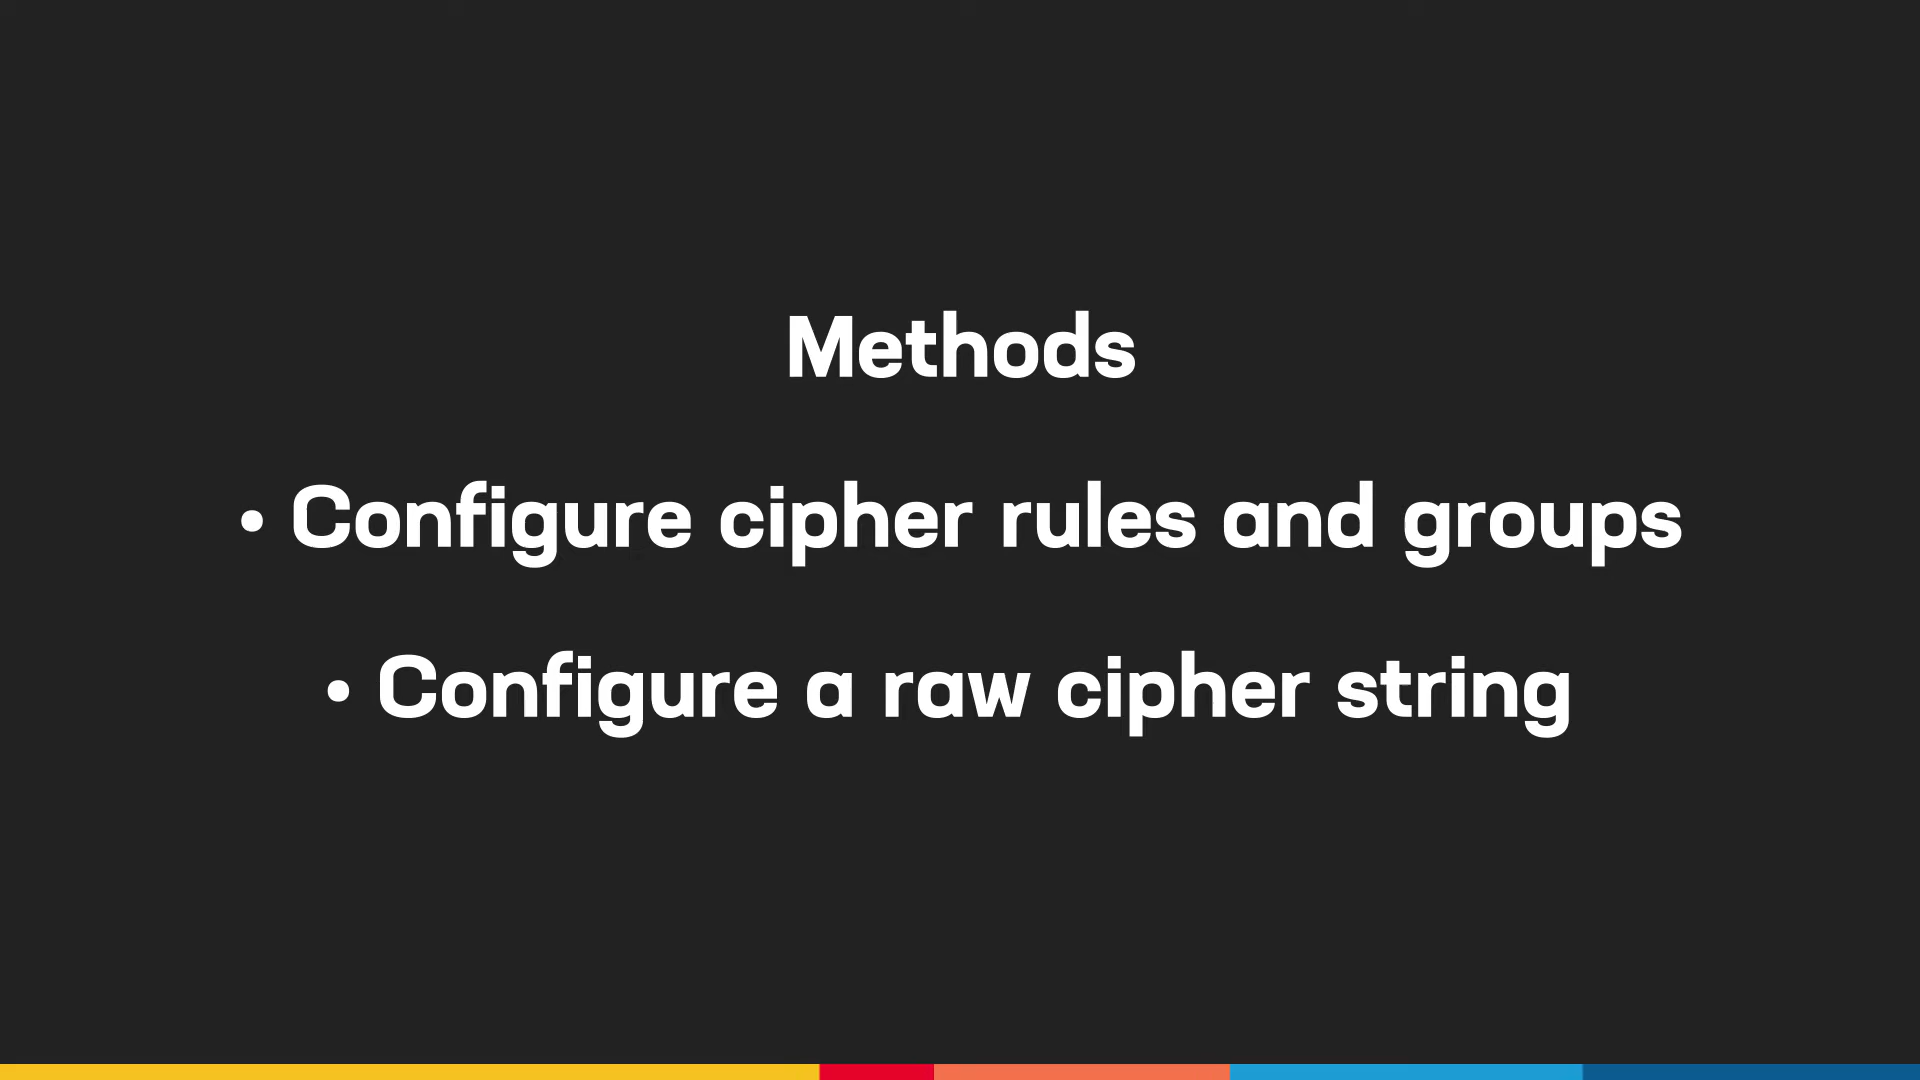 Methods
• Configure cipher rules and groups
• Configure a raw cipher string